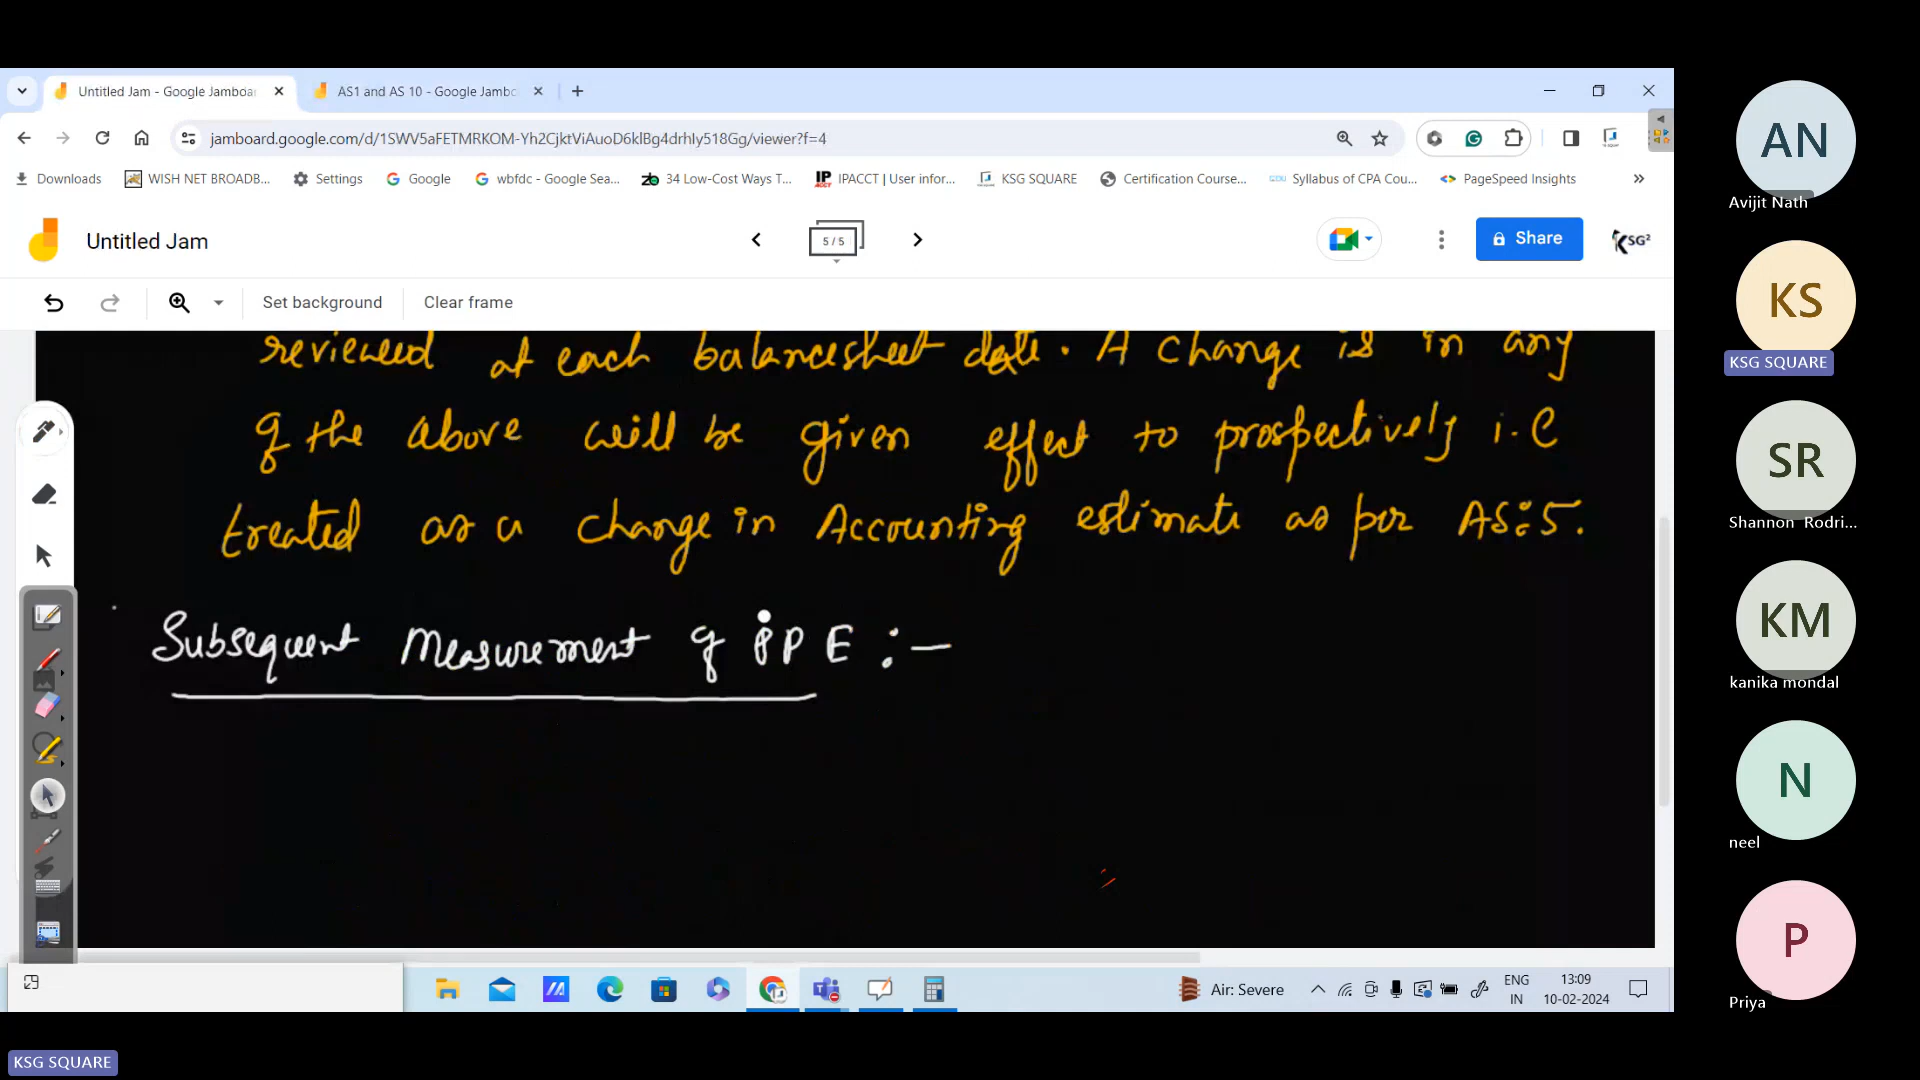 Untitled Jam - Google Jamboar
AS1 and AS 10 - Google Jambo
jamboard.google.com/d/1SWV5aFETMRKOM-Yh2CjktViAuoD6klBg4drhIy518Gg/viewer?f=4
Downloads
WISH NET BROADB...
Settings
Google
wbfdc - Google Sea...
34 Low-Cost Ways T...
IPACCT | User infor...
KSG SQUARE
Certification Course...
Syllabus of CPA Cou...
PageSpeed Insights
Untitled Jam
5 / 5
Share
KSG²
Set background
Clear frame
reviewed at each balancesheet date. A change is in any
of the above will be given effect to prospectively i.e
treated as a change in Accounting estimate as per AS:5.
Subsequent Measurement of PPE :-
Air: Severe
ENG
IN
13:09
10-02-2024
AN
Avijit Nath
KS
KSG SQUARE
SR
Shannon Rodri...
KM
kanika mondal
N
neel
P
Priya
KSG SQUARE